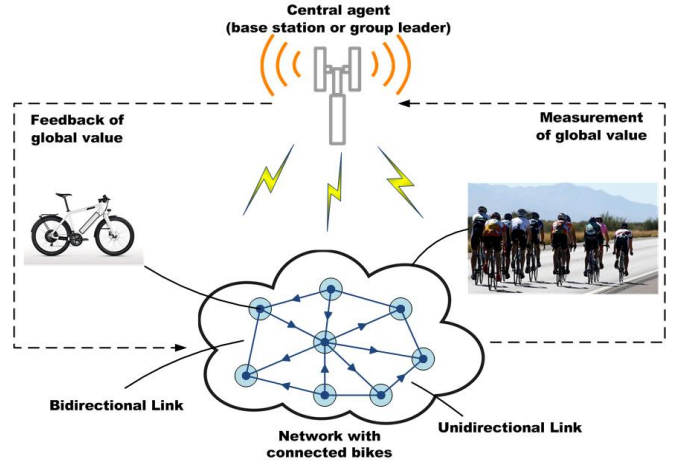 Central agent
(base station or group leader)
Feedback of
global value
Measurement
of global value
Bidirectional Link
Unidirectional Link
Network with
connected bikes